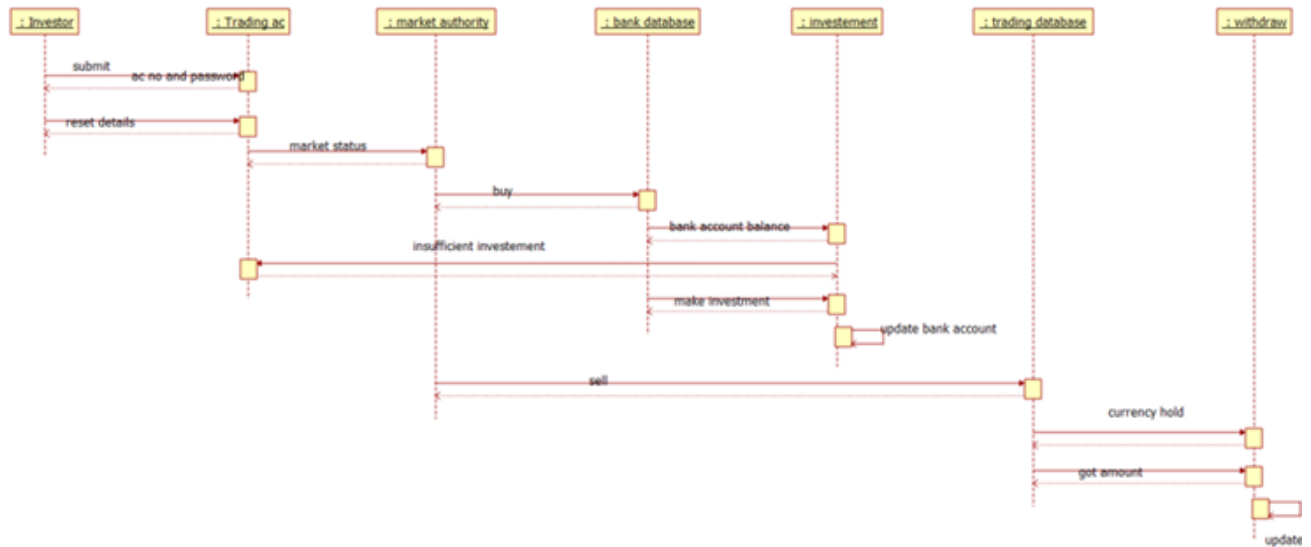 : Investor
: Trading ac
: market authority
: bank database
: investement
: trading database
: withdraw
submit
ac no and password
reset details
market status
buy
bank account balance
insufficient investement
make investment
update bank account
sell
currency hold
got amount
update